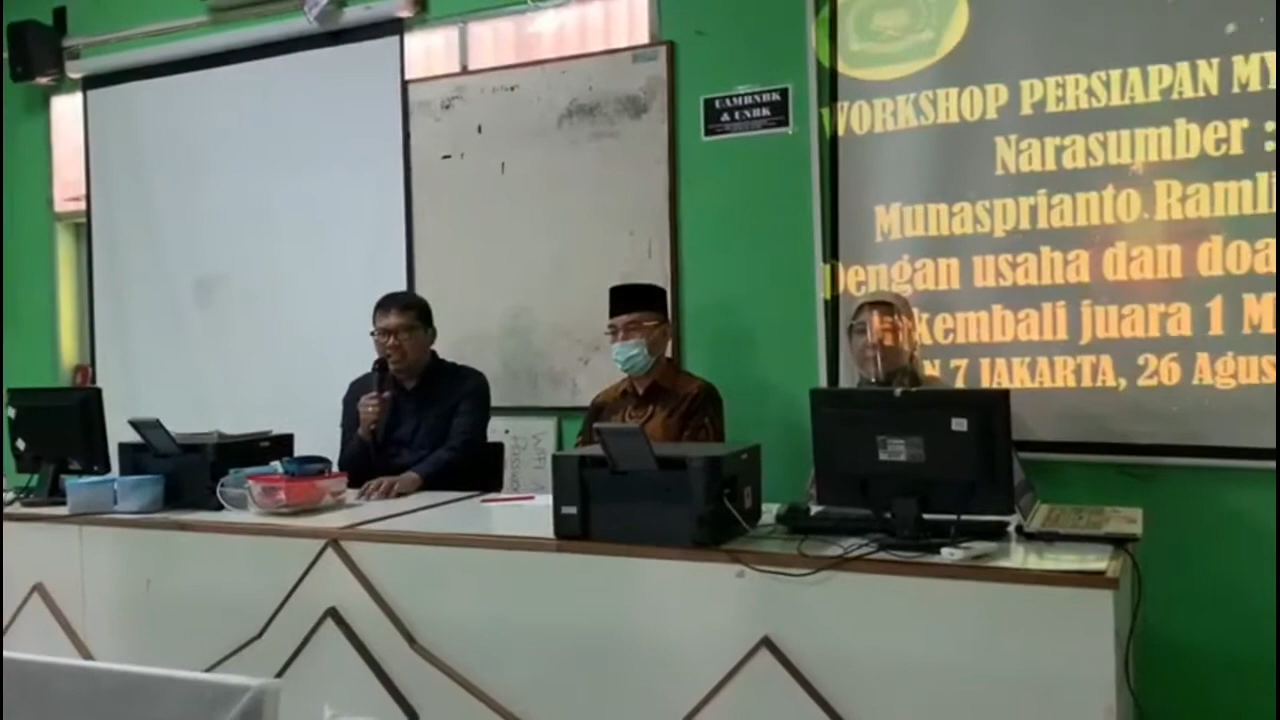 UAMBNBK
& UNBK
WORKSHOP PERSIAPAN MY
Narasumber :
Munasprianto Ramli
Dengan usaha dan doa
kembali juara 1 M
N 7 JAKARTA, 26 Agus
WIFI